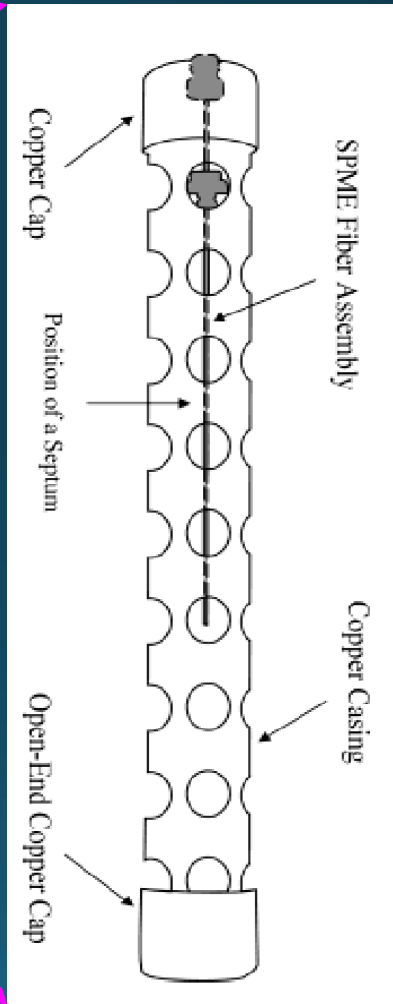 SPME Fiber Assembly
Copper Casing
Copper Cap
Position of a Septum
Open-End Copper Cap